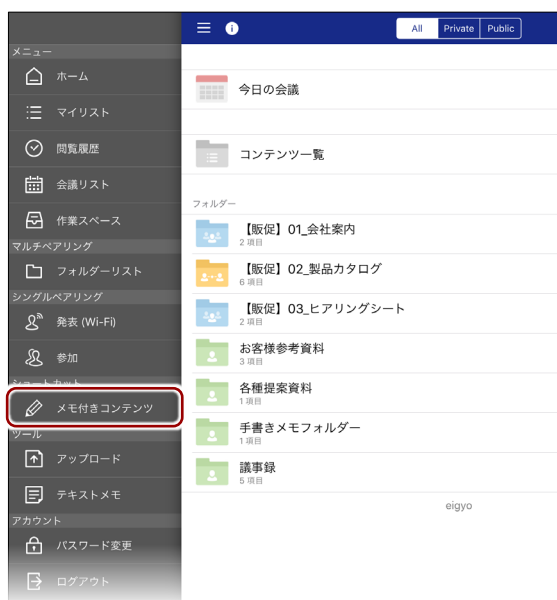 メニュー
ホーム
マイリスト
閲覧履歴
会議リスト
作業スペース
マルチペアリング
フォルダーリスト
シングルペアリング
発表 (Wi-Fi)
参加
ショートカット
メモ付きコンテンツ
ツール
アップロード
テキストメモ
アカウント
パスワード変更
ログアウト
All Private Public
今日の会議
コンテンツ一覧
フォルダー
【販促】01_会社案内
2 項目
【販促】02_製品カタログ
6 項目
【販促】03_ヒアリングシート
2 項目
お客様参考資料
3 項目
各種提案資料
1 項目
手書きメモフォルダー
1 項目
議事録
5 項目
eigyo